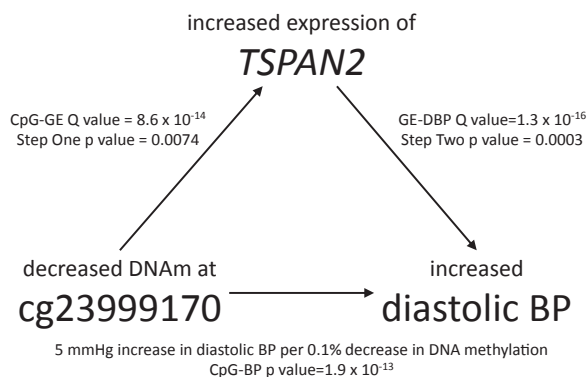 increased expression of
TSPAN2
CpG-GE Q value = 8.6 x 10⁻¹⁴
Step One p value = 0.0074
GE-DBP Q value=1.3 x 10⁻¹⁶
Step Two p value = 0.0003
decreased DNAm at
cg23999170
increased
diastolic BP
5 mmHg increase in diastolic BP per 0.1% decrease in DNA methylation
CpG-BP p value=1.9 x 10⁻¹³